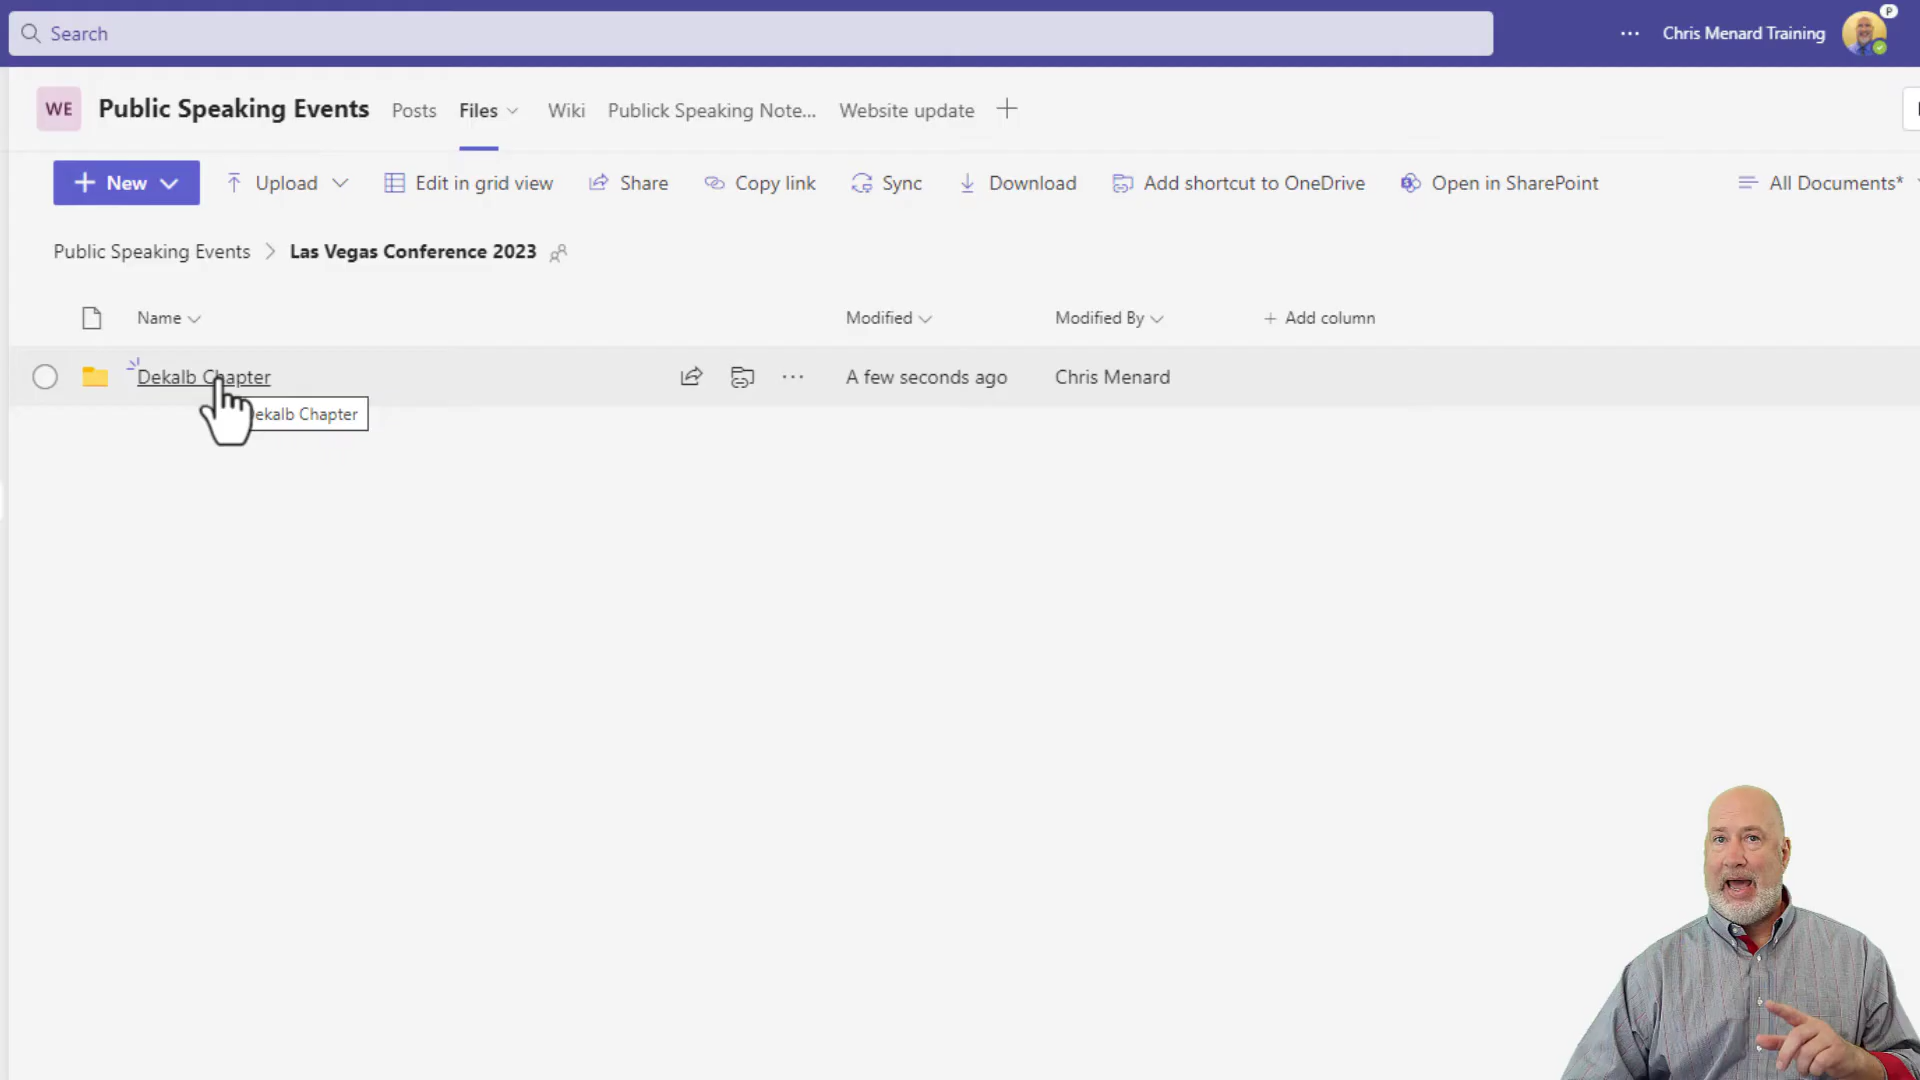 Search
Chris Menard Training
P
WE
Public Speaking Events
Posts
Files
Wiki
Publick Speaking Note...
Website update
New
Upload
Edit in grid view
Share
Copy link
Sync
Download
Add shortcut to OneDrive
Open in SharePoint
All Documents*
Public Speaking Events > Las Vegas Conference 2023
Name
Modified
Modified By
+ Add column
Dekalb Chapter
A few seconds ago
Chris Menard
ekalb Chapter